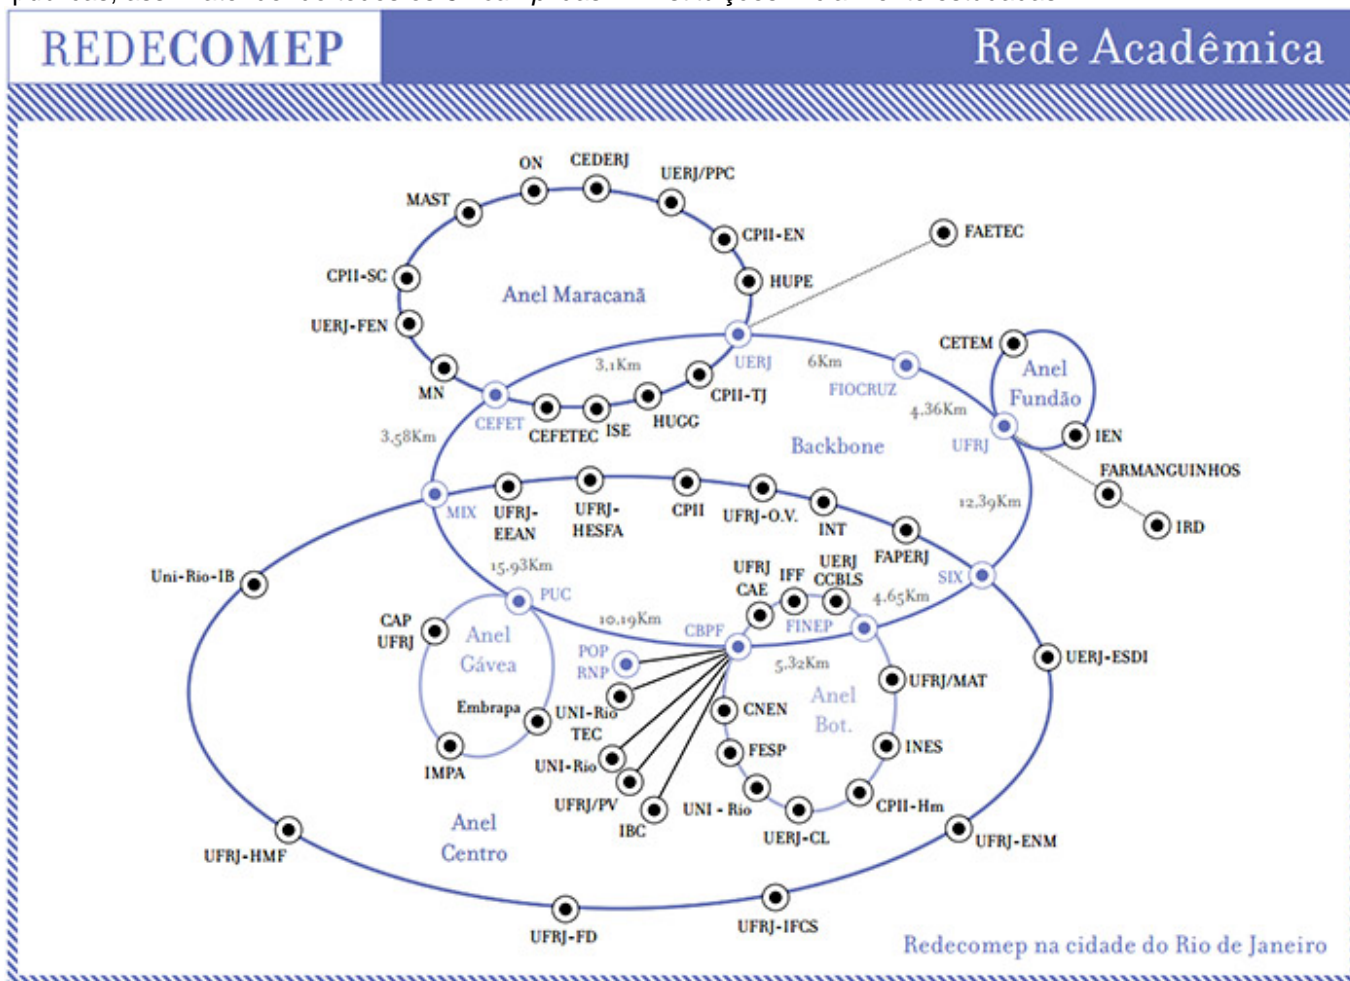 REDECOMEP
Rede Acadêmica
ON
CEDERJ
UERJ/PPC
MAST
CPII-EN
FAETEC
CPII-SC
HUPE
Anel Maracanã
UERJ-FEN
UERJ
CETEM
3,1Km
6Km
FIOCRUZ
Anel
Fundão
MN
CPII-TJ
CEFET
CEFETEC
ISE
HUGG
4.36Km
3,58Km
Backbone
UFRJ
IEN
FARMANGUINHOS
MIX
UFRJ-
EEAN
UFRJ-
HESFA
CPII
UFRJ-O.V.
INT
FAPERJ
12,39Km
IRD
15,93Km
UFRJ
CAE
IFF
UERJ
CCBLS
SIX
Uni-Rio-IB
PUC
4.65Km
CAP
UFRJ
Anel
Gávea
10,19Km
CBPF
FINEP
POP
RNP
5,32Km
UERJ-ESDI
UFRJ/MAT
Embrapa
UNI-Rio
TEC
CNEN
Anel
Bot.
FESP
INES
IMPA
UNI-Rio
UFRJ/PV
IBC
UNI - Rio
CPII-Hm
UERJ-CL
Anel
Centro
UFRJ-HMF
UFRJ-ENM
UFRJ-FD
UFRJ-IFCS
Redecomep na cidade do Rio de Janeiro